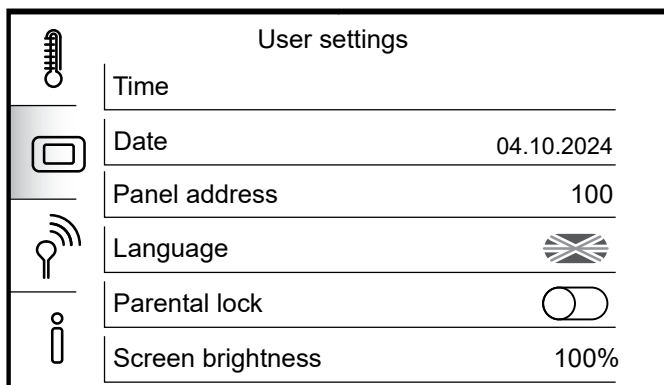 User settings
Time
Date 04.10.2024
Panel address 100
Language
Parental lock
Screen brightness 100%